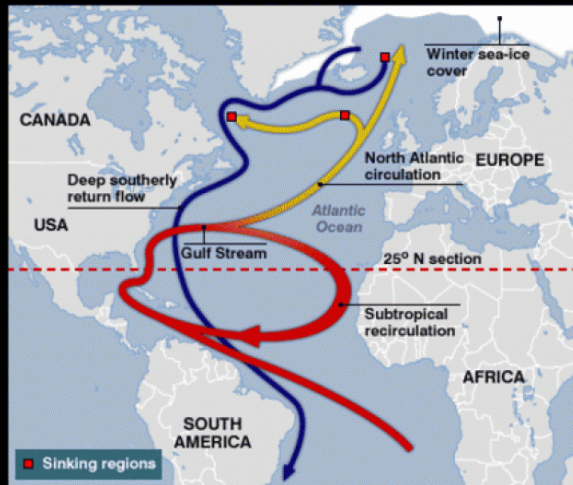 Winter sea-ice
cover
CANADA
North Atlantic
circulation
EUROPE
Deep southerly
return flow
USA
Atlantic
Ocean
Gulf Stream
25° N section
Subtropical
recirculation
AFRICA
SOUTH
AMERICA
Sinking regions